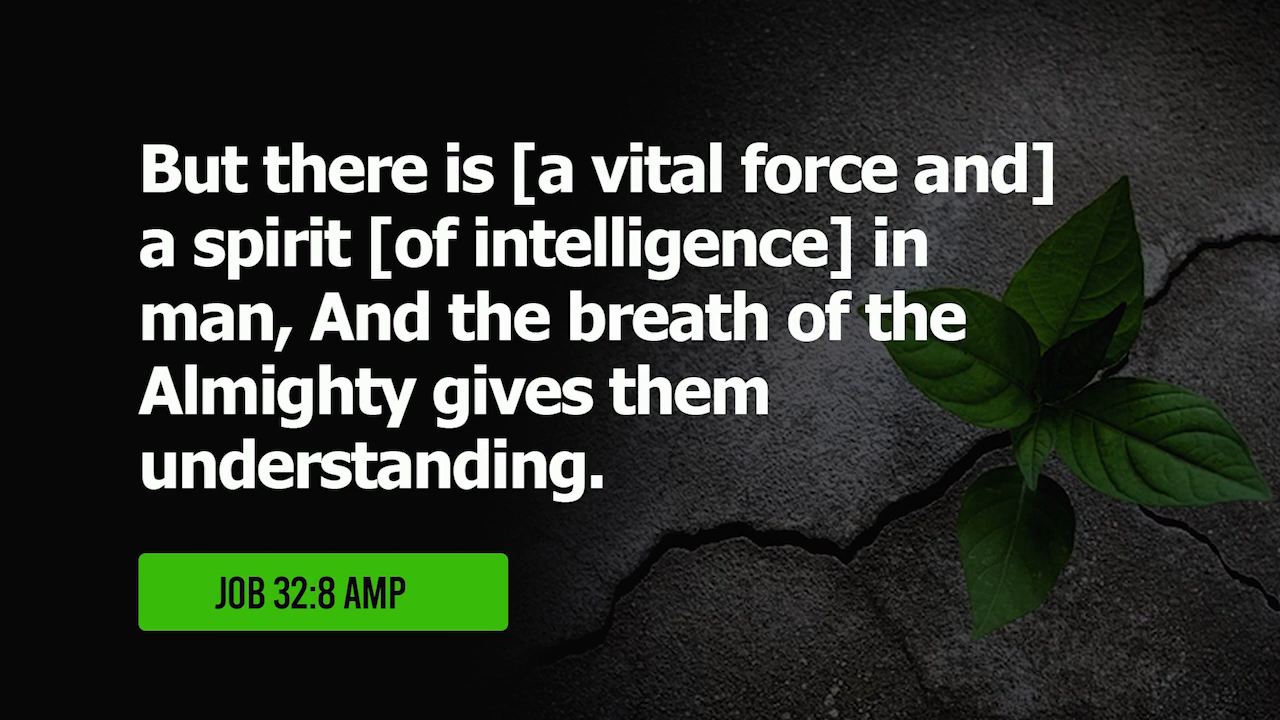 But there is [a vital force and]
a spirit [of intelligence] in
man, And the breath of the
Almighty gives them
understanding.
JOB 32:8 AMP